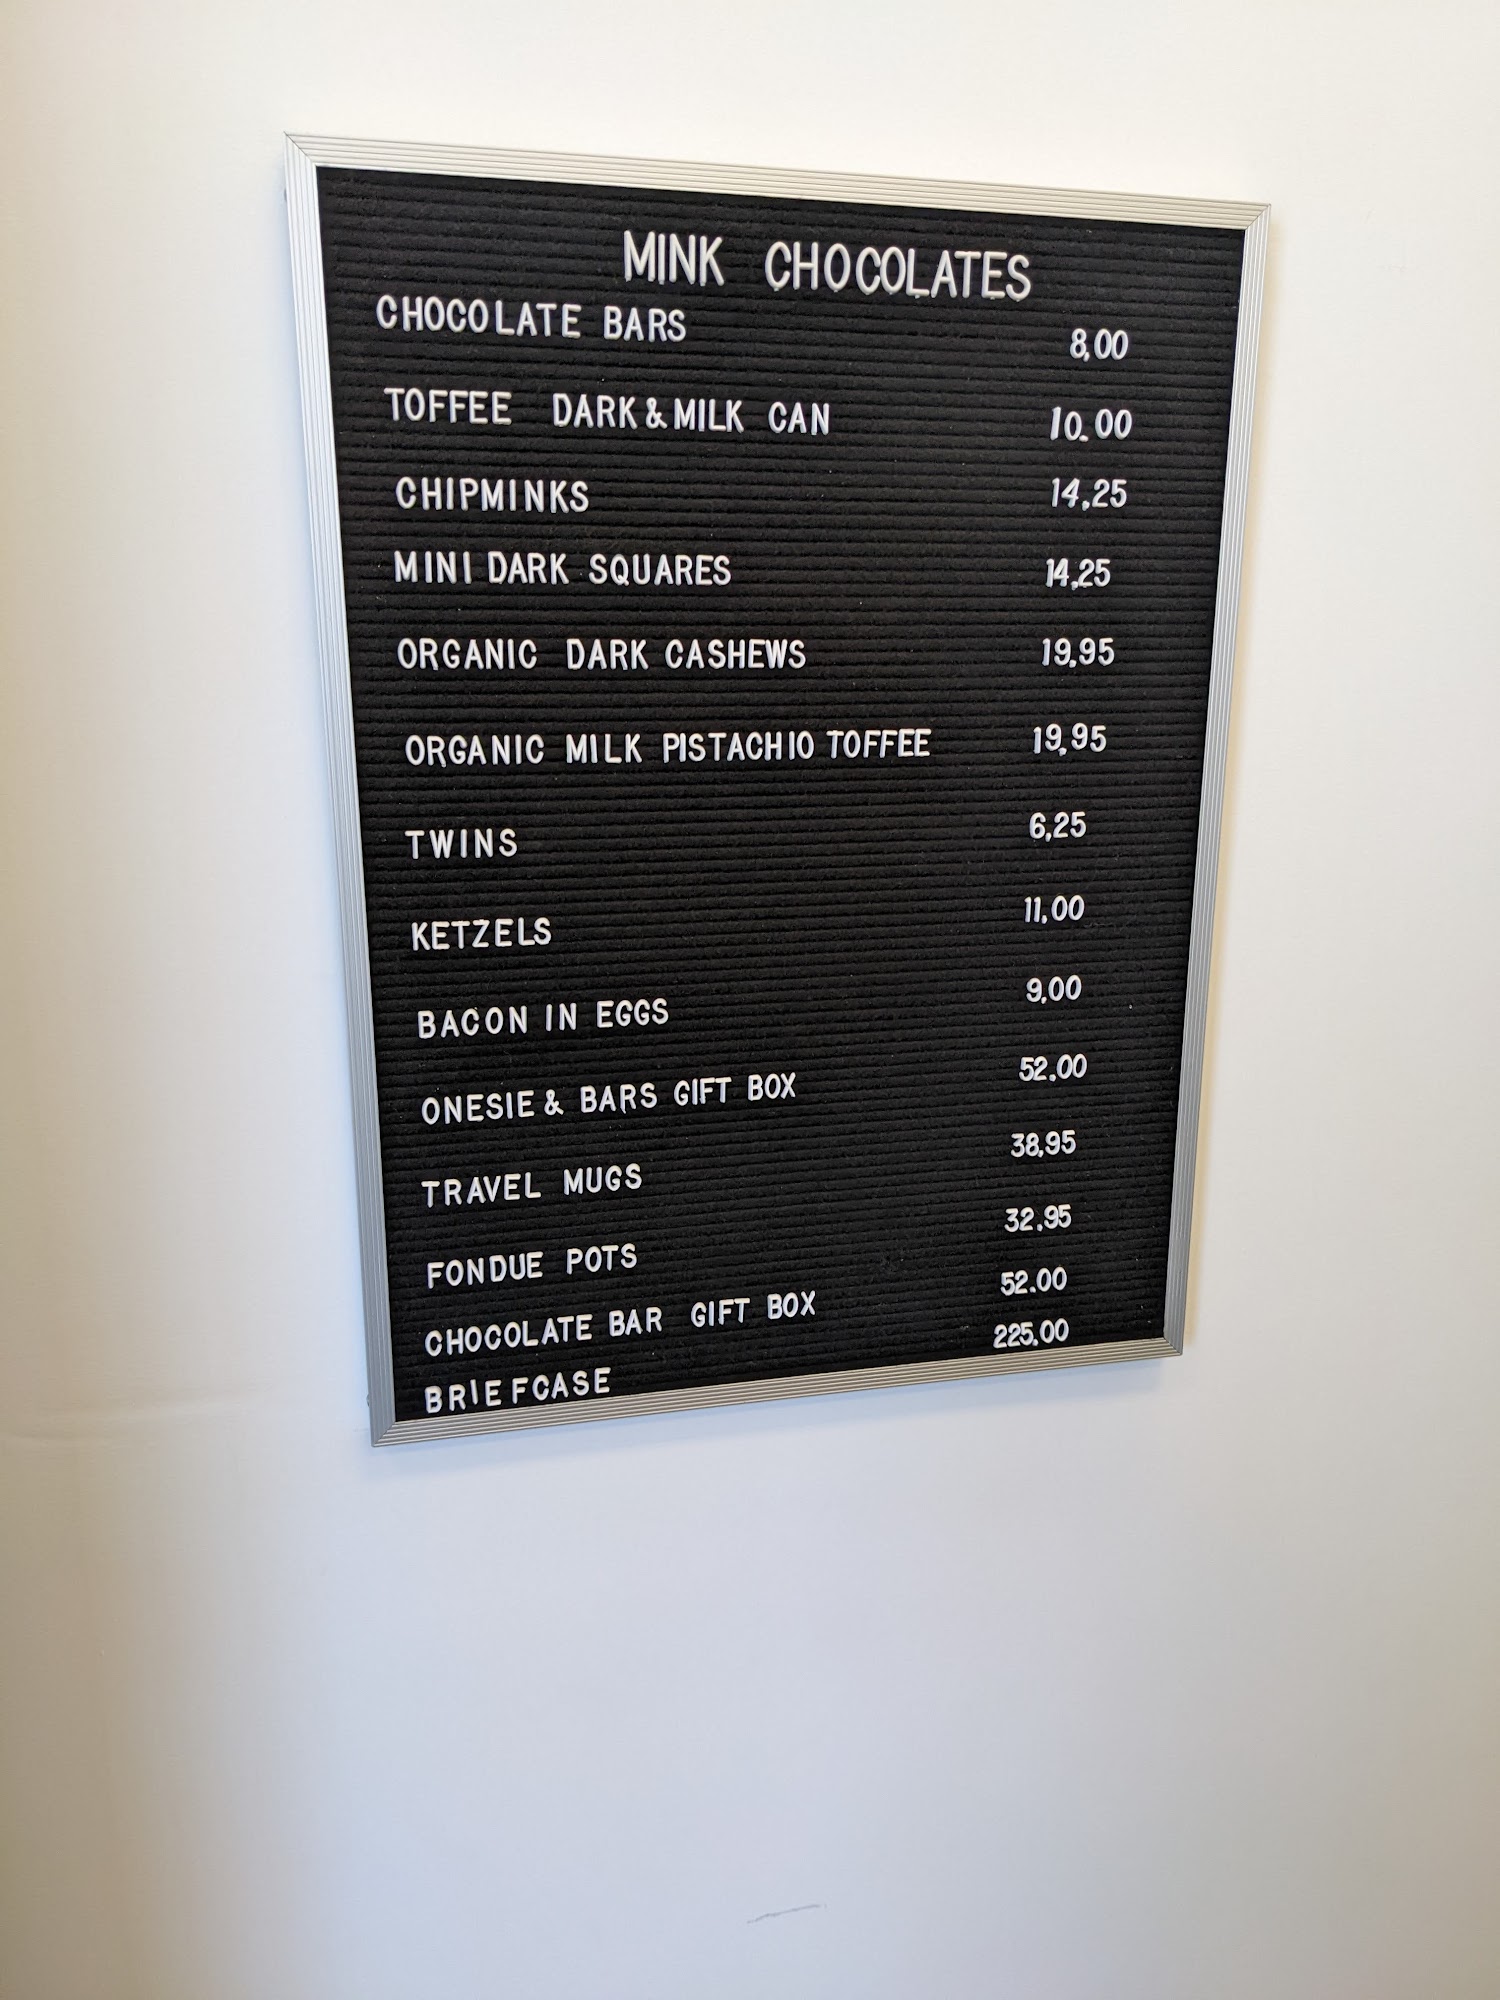 MINK CHOCOLATES
CHOCOLATE BARS 8.00
TOFFEE DARK & MILK CAN 10.00
CHIPMINKS 14.25
MINI DARK SQUARES 14.25
ORGANIC DARK CASHEWS 19.95
ORGANIC MILK PISTACHIO TOFFEE 19.95
TWINS 6.25
KETZELS 11.00
BACON IN EGGS 9.00
ONESIE & BARS GIFT BOX 52.00
TRAVEL MUGS 38.95
FONDUE POTS 32.95
CHOCOLATE BAR GIFT BOX 52.00
BRIEFCASE 225.00